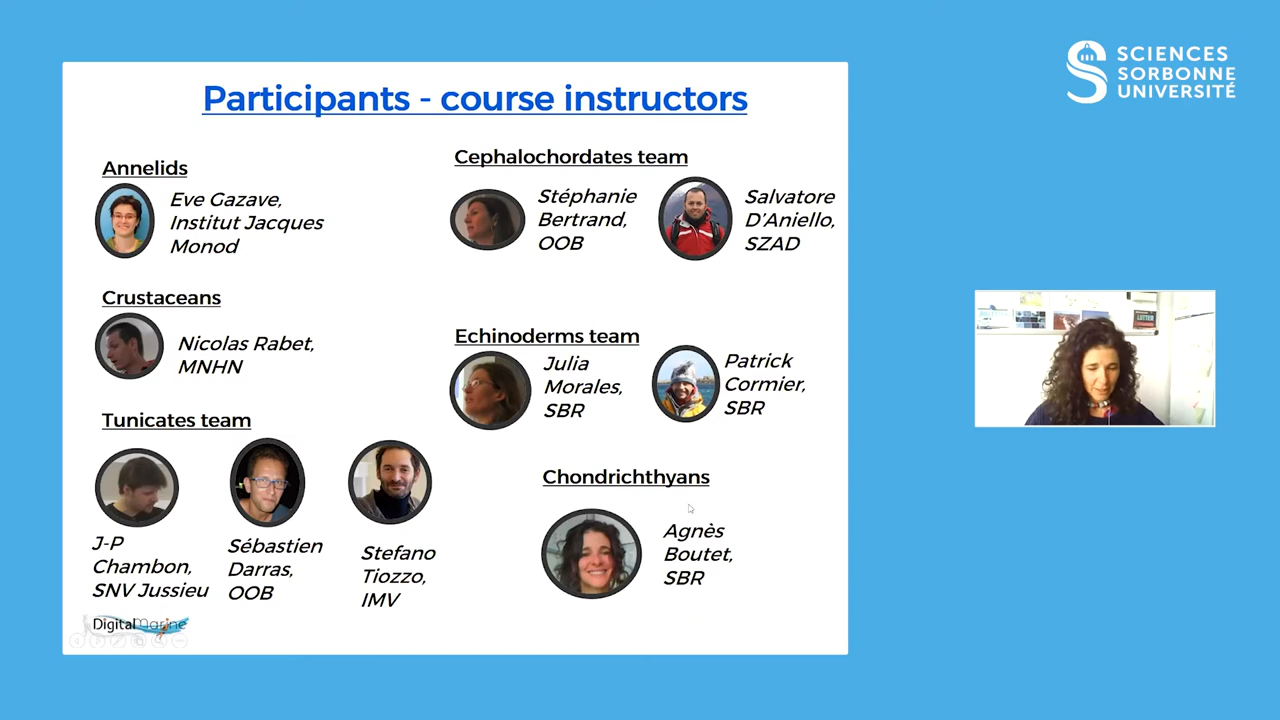 Participants - course instructors
Annelids
Eve Gazave,
Institut Jacques
Monod
Crustaceans
Nicolas Rabet,
MNHN
Tunicates team
J-P
Chambon,
SNV Jussieu
Sébastien
Darras,
OOB
Stefano
Tiozzo,
IMV
Cephalochordates team
Stéphanie
Bertrand,
OOB
Salvatore
D'Aniello,
SZAD
Echinoderms team
Julia
Morales,
SBR
Patrick
Cormier,
SBR
Chondrichthyans
Agnès
Boutet,
SBR
DigitalMarine
SCIENCES
SORBONNE
UNIVERSITÉ